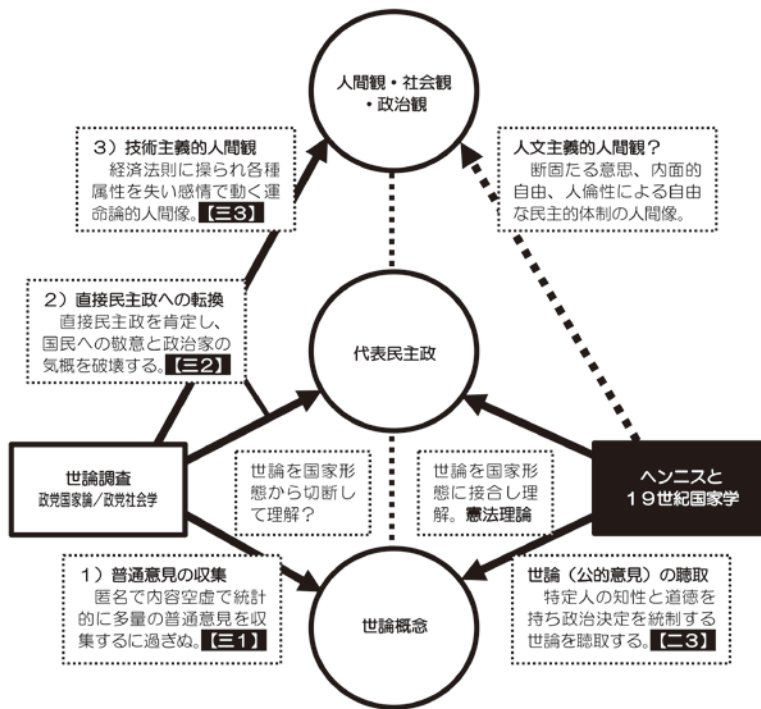 人間観・社会観
・政治観
３）技術主義的人間観
経済法則に操られ各種
属性を失い感情で動く運
命論的人間像。【三３】
人文主義的人間観？
断固たる意思、内面的
自由、人倫性による自由
な民主的体制の人間像。
２）直接民主政への転換
直接民主政を肯定し、
国民への敬意と政治家の
気概を破壊する。【三２】
代表民主政
世論調査
政党国家論／政党社会学
世論を国家形
態から切断し
て理解？
世論を国家形
態に接合し理
解。憲法理論
ヘンニスと
１９世紀国家学
１）普通意見の収集
匿名で内容空虚で統計
的に多量の普通意見を収
集するに過ぎぬ。【三１】
世論概念
世論（公的意見）の聴取
特定人の知性と道徳を
持ち政治決定を統制する
世論を聴取する。【二３】